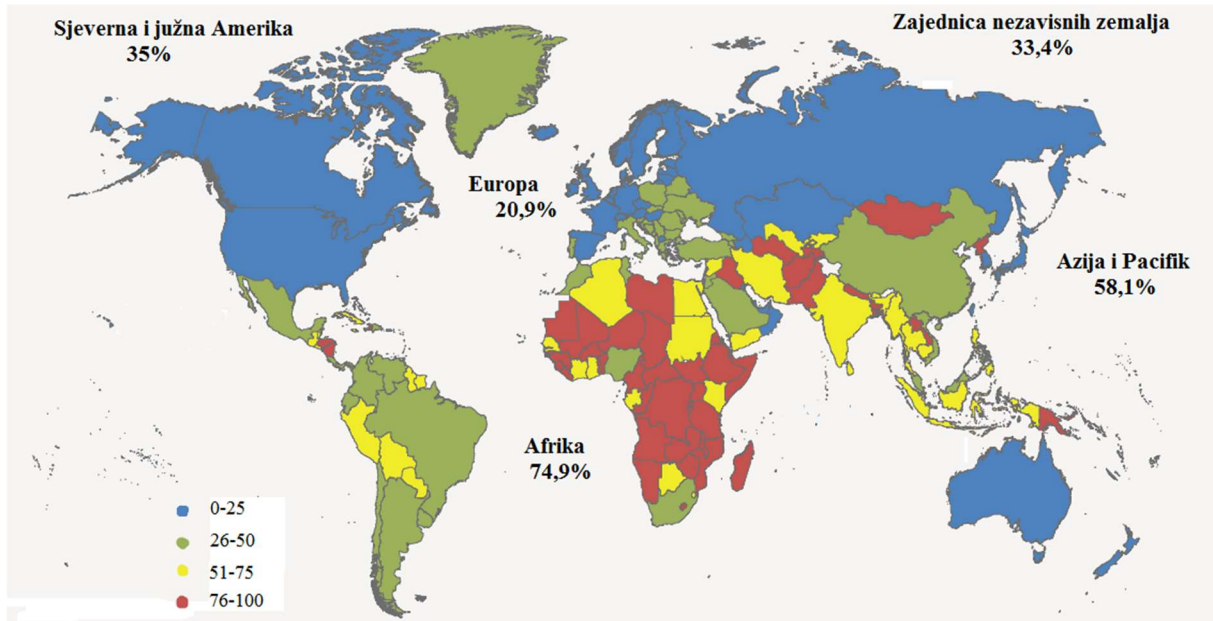 Sjeverna i južna Amerika
35%
Zajednica nezavisnih zemalja
33,4%
Europa
20,9%
Azija i Pacifik
58,1%
Afrika
74,9%
0-25
26-50
51-75
76-100